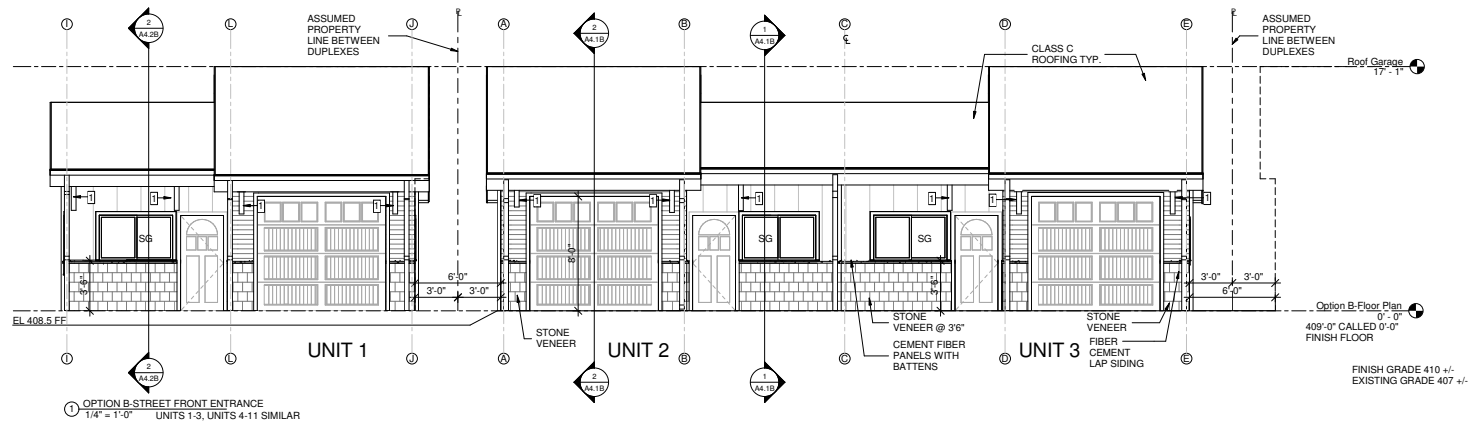 I
L
J
A
B
C
D
E
2
A4.2B
ASSUMED
PROPERTY
LINE BETWEEN
DUPLEXES
2
A4.1B
1
A4.1B
CLASS C
ROOFING TYP.
ASSUMED
PROPERTY
LINE BETWEEN
DUPLEXES
Roof Garage
17' - 1"
1
1
1
1
1
1
1
1
1
1
SG
SG
SG
8'-0"
3'-6"
3'-6"
6'-0"
3'-0"
3'-0"
3'-0"
3'-0"
6'-0"
EL 408.5 FF
STONE
VENEER
STONE
VENEER @ 3'6"
CEMENT FIBER
PANELS WITH
BATTENS
STONE
VENEER
FIBER
CEMENT
LAP SIDING
Option B-Floor Plan
0' - 0"
409'-0" CALLED 0'-0"
FINISH FLOOR
UNIT 1
UNIT 2
UNIT 3
I
L
J
A
B
C
D
E
2
A4.2B
2
A4.1B
1
A4.1B
FINISH GRADE 410 +/-
EXISTING GRADE 407 +/-
1
OPTION B-STREET FRONT ENTRANCE
1/4" = 1'-0" UNITS 1-3, UNITS 4-11 SIMILAR